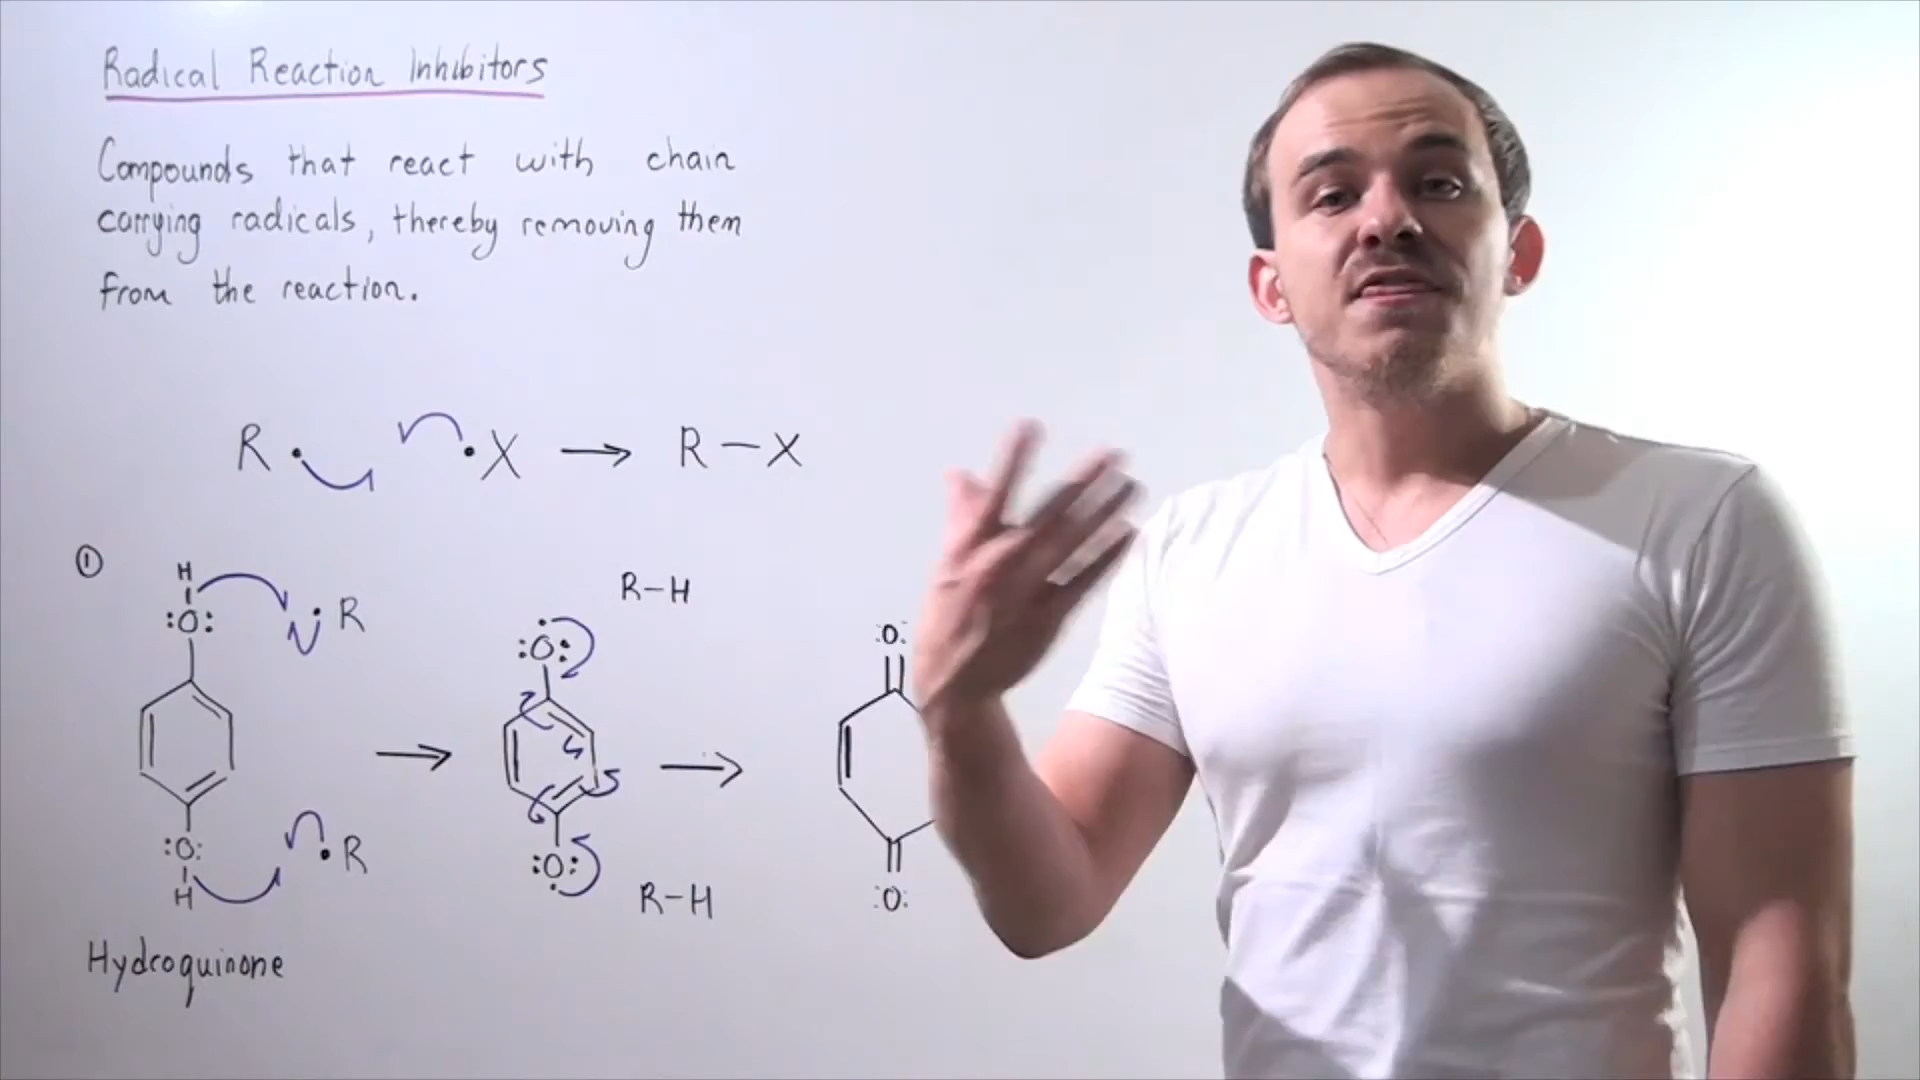 Radical Reaction Inhibitors
Compounds that react with chain
carrying radicals, thereby removing them
from the reaction.
R· ·X → R—X
①
H
:O:
·R
R-H
:O:
:O:
→
→
:O:
·R
H
:O:
R-H
:O:
Hydroquinone